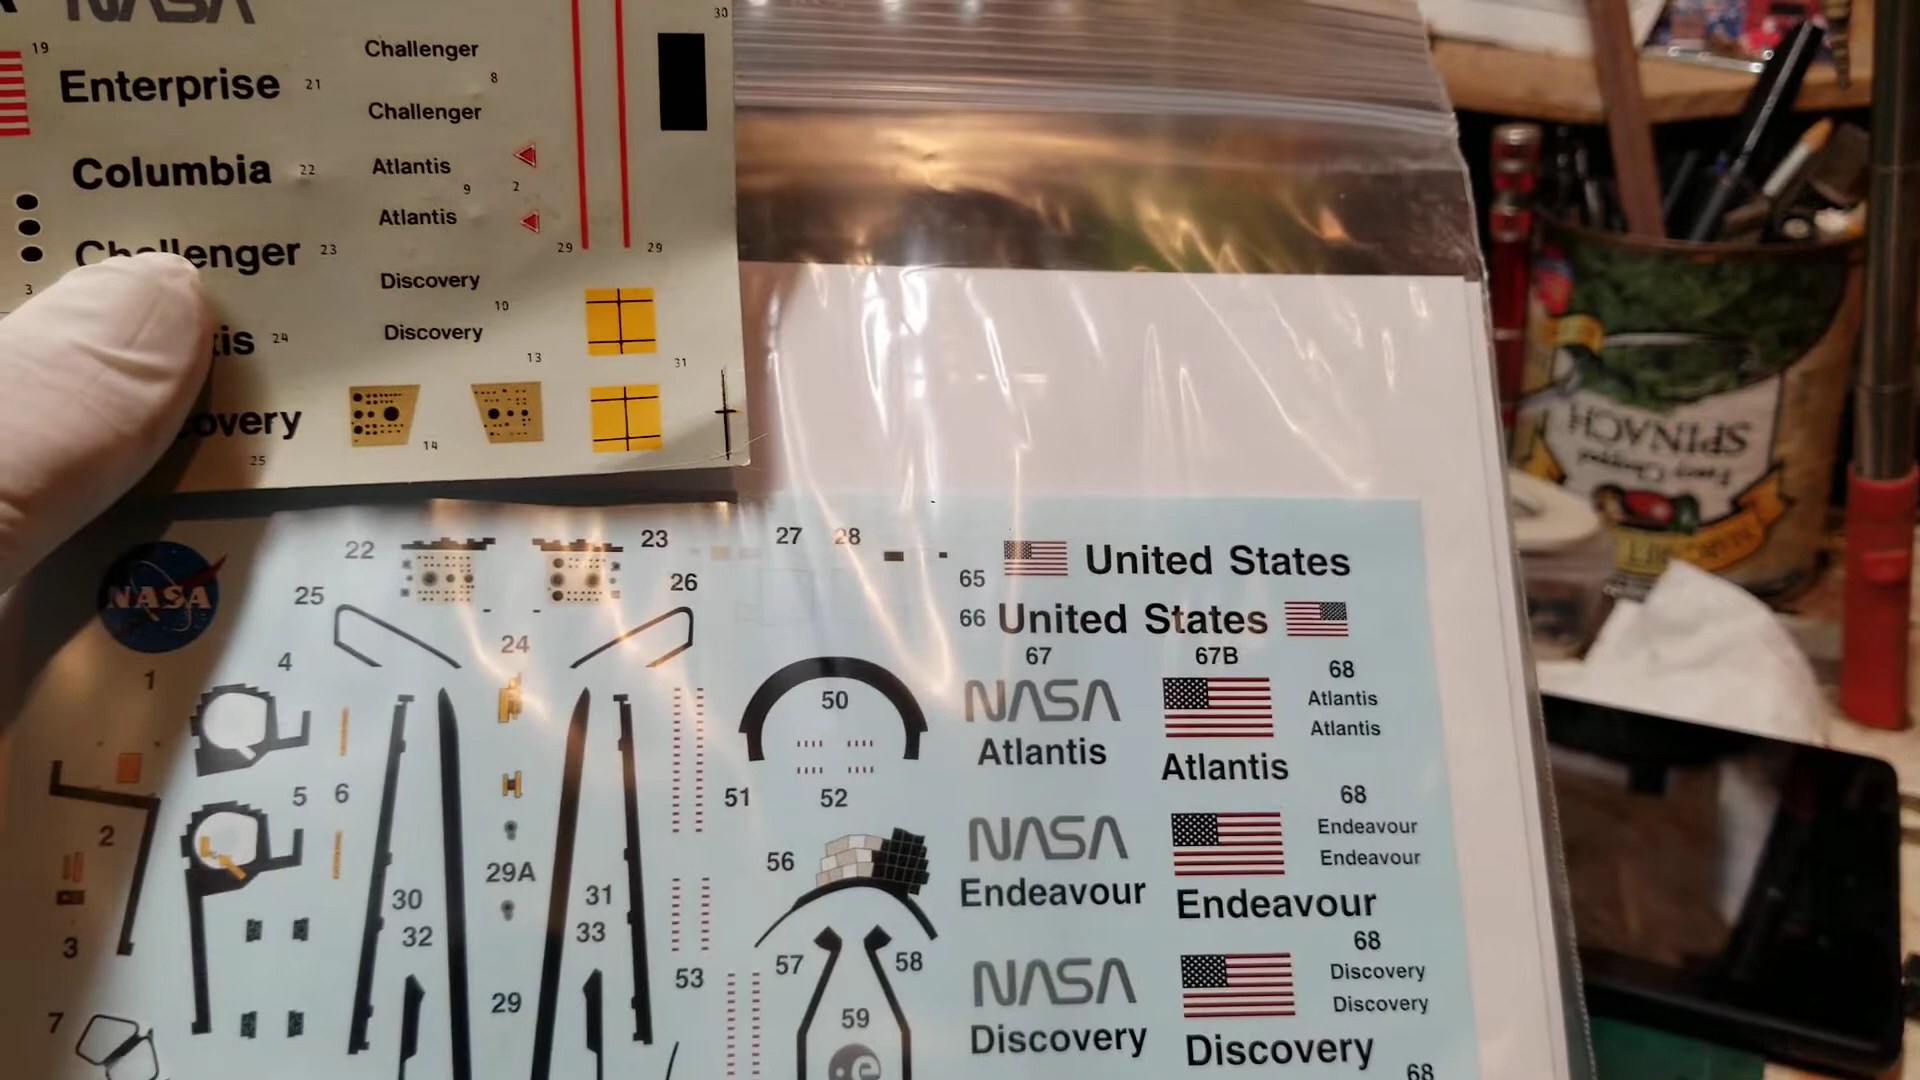 NASA
19
Enterprise 21
Columbia 22
Challenger 23
3
tis 24
overy
25
Challenger
8
Challenger
Atlantis
9 2
Atlantis
Discovery
10
Discovery
13
14
29 29
30
31
NASA
1
2
3
4
5 6
7
22 23
25 26
24
27 28
29A
30 31
32 33
29
50
51 52
53
56
57 58
59
65 United States
66 United States
67 67B 68
NASA
Atlantis
Atlantis
Atlantis
Atlantis
68
NASA
Endeavour
Endeavour
Endeavour
Endeavour
68
NASA
Discovery
Discovery
Discovery
Discovery
68
SPINACH